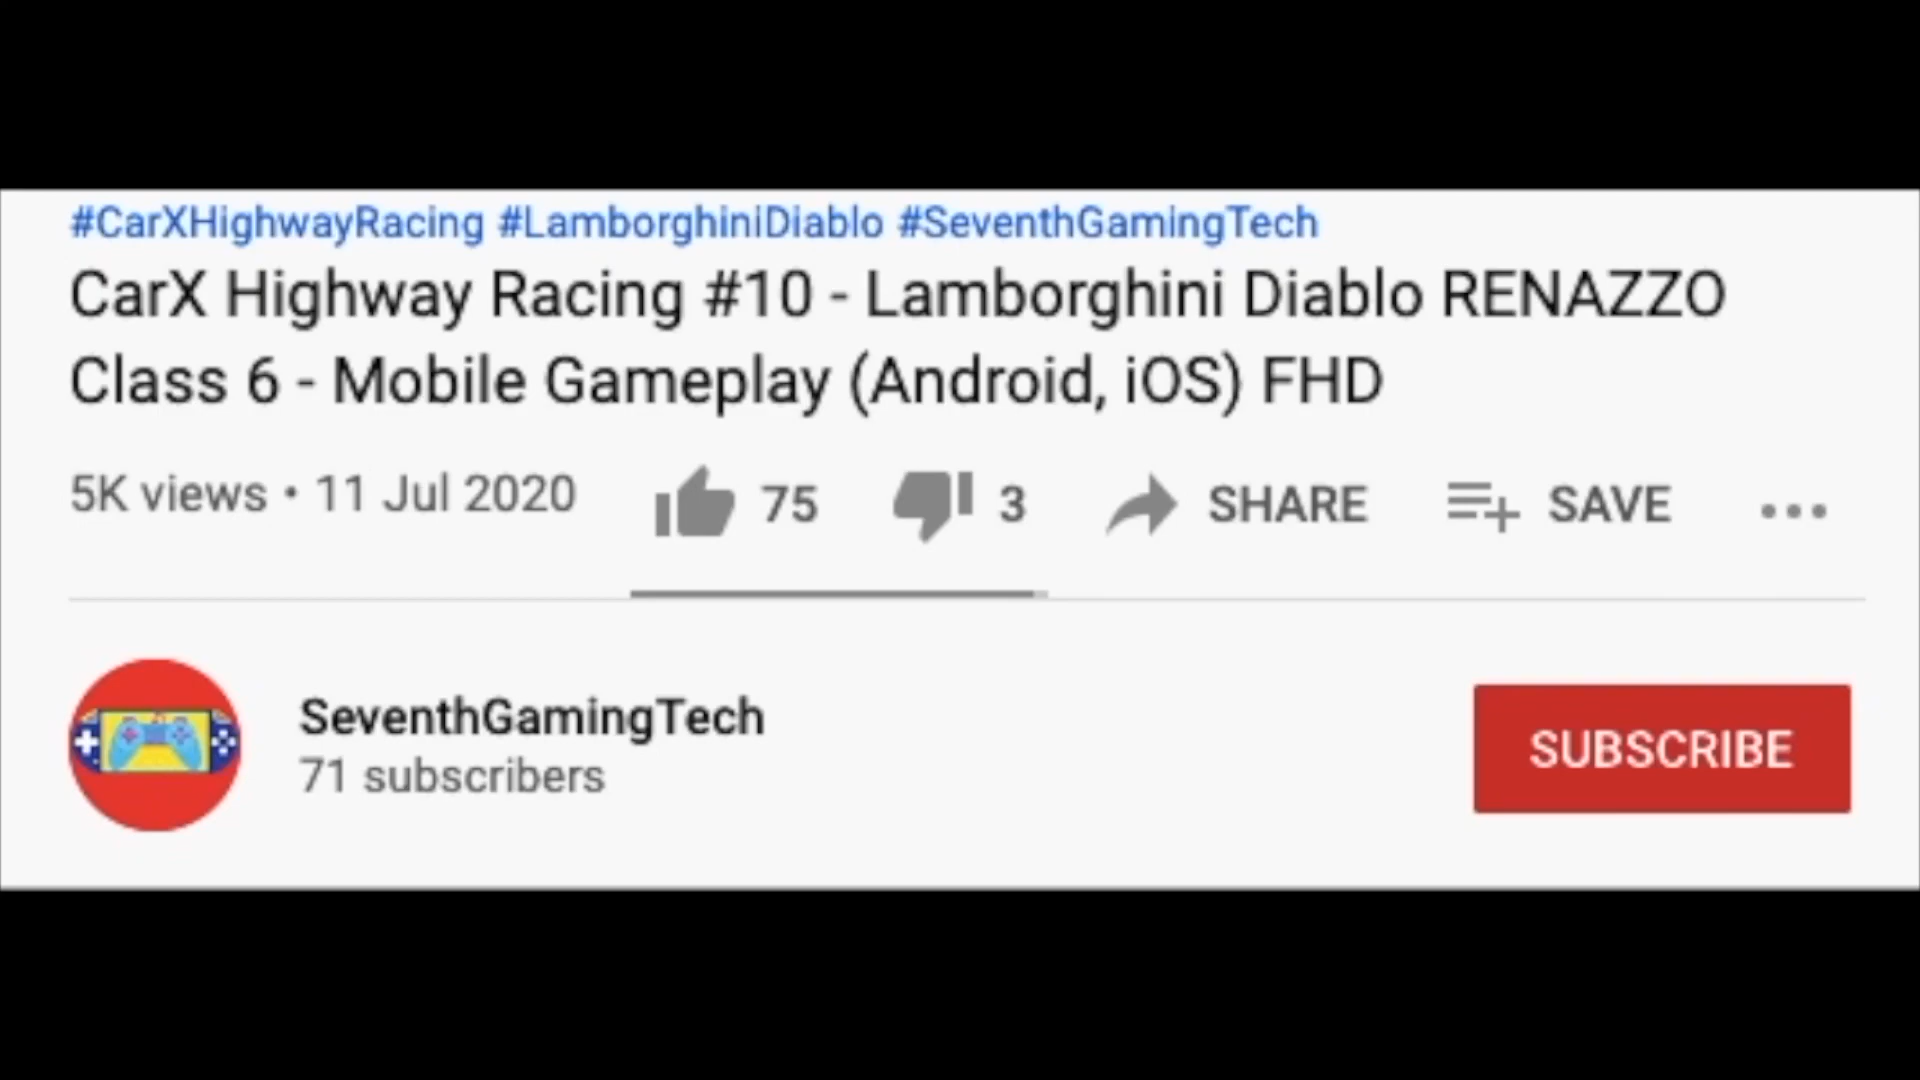 #CarXHighwayRacing #LamborghiniDiablo #SeventhGamingTech
CarX Highway Racing #10 - Lamborghini Diablo RENAZZO
Class 6 - Mobile Gameplay (Android, iOS) FHD
5K views • 11 Jul 2020 75 3 SHARE SAVE
SeventhGamingTech
71 subscribers
SUBSCRIBE